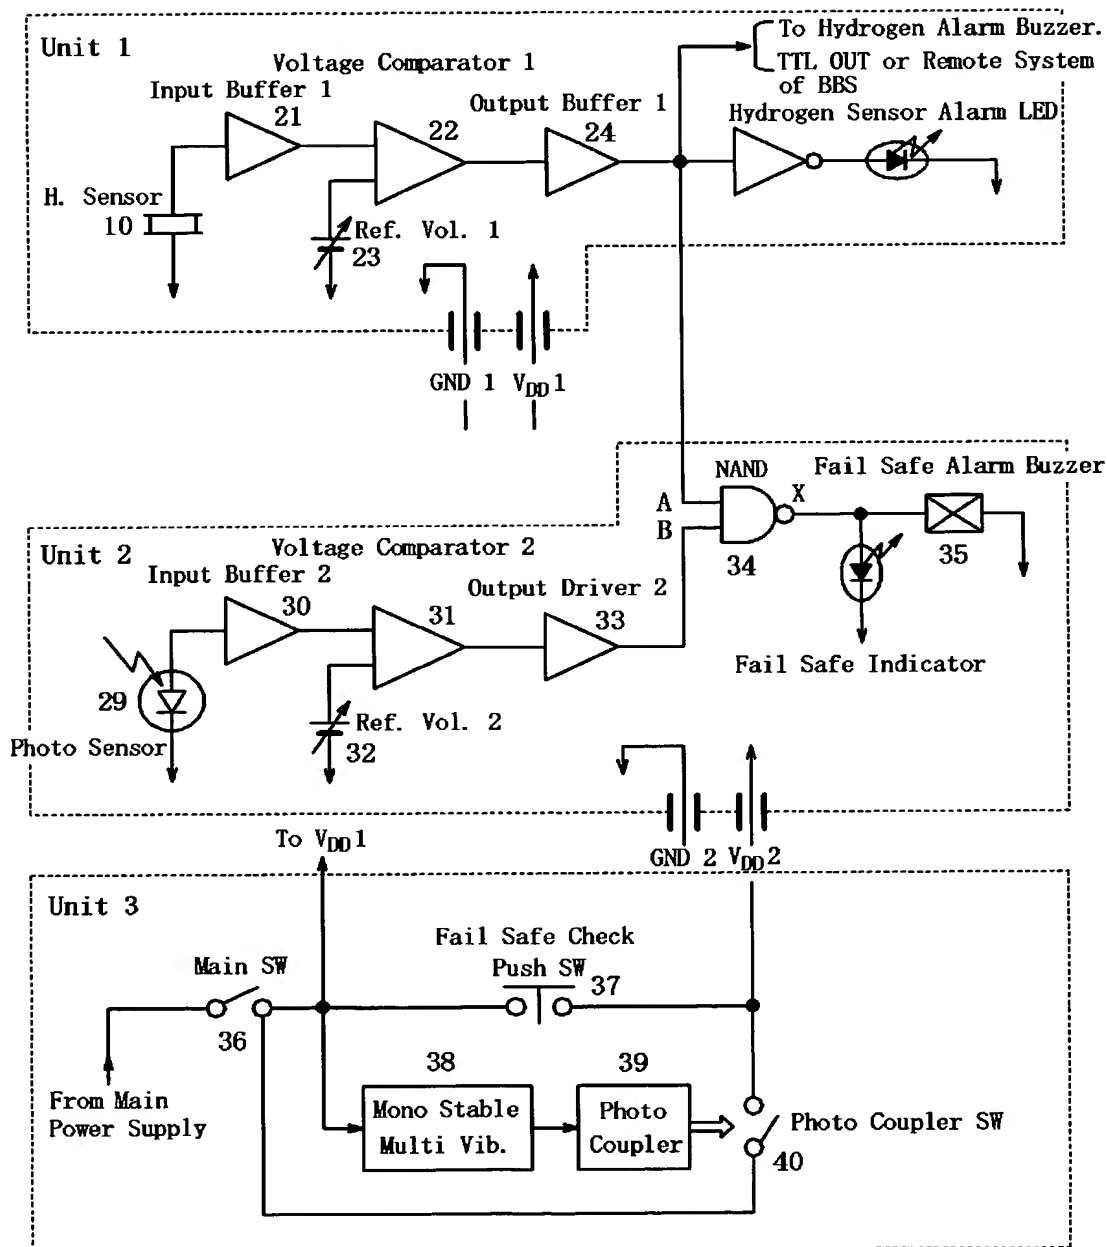 Unit 1
To Hydrogen Alarm Buzzer.
TTL OUT or Remote System
of BBS
Voltage Comparator 1
Input Buffer 1
Output Buffer 1
21
22
24
Hydrogen Sensor Alarm LED
H. Sensor
10
Ref. Vol. 1
23
GND 1
VDD1
NAND
Fail Safe Alarm Buzzer
A
B
X
34
35
Unit 2
Voltage Comparator 2
Input Buffer 2
Output Driver 2
30
31
33
Fail Safe Indicator
29
Photo Sensor
Ref. Vol. 2
32
To VDD1
GND 2
VDD2
Unit 3
Fail Safe Check
Push SW
37
Main SW
36
38
39
From Main
Power Supply
Mono Stable
Multi Vib.
Photo
Coupler
Photo Coupler SW
40